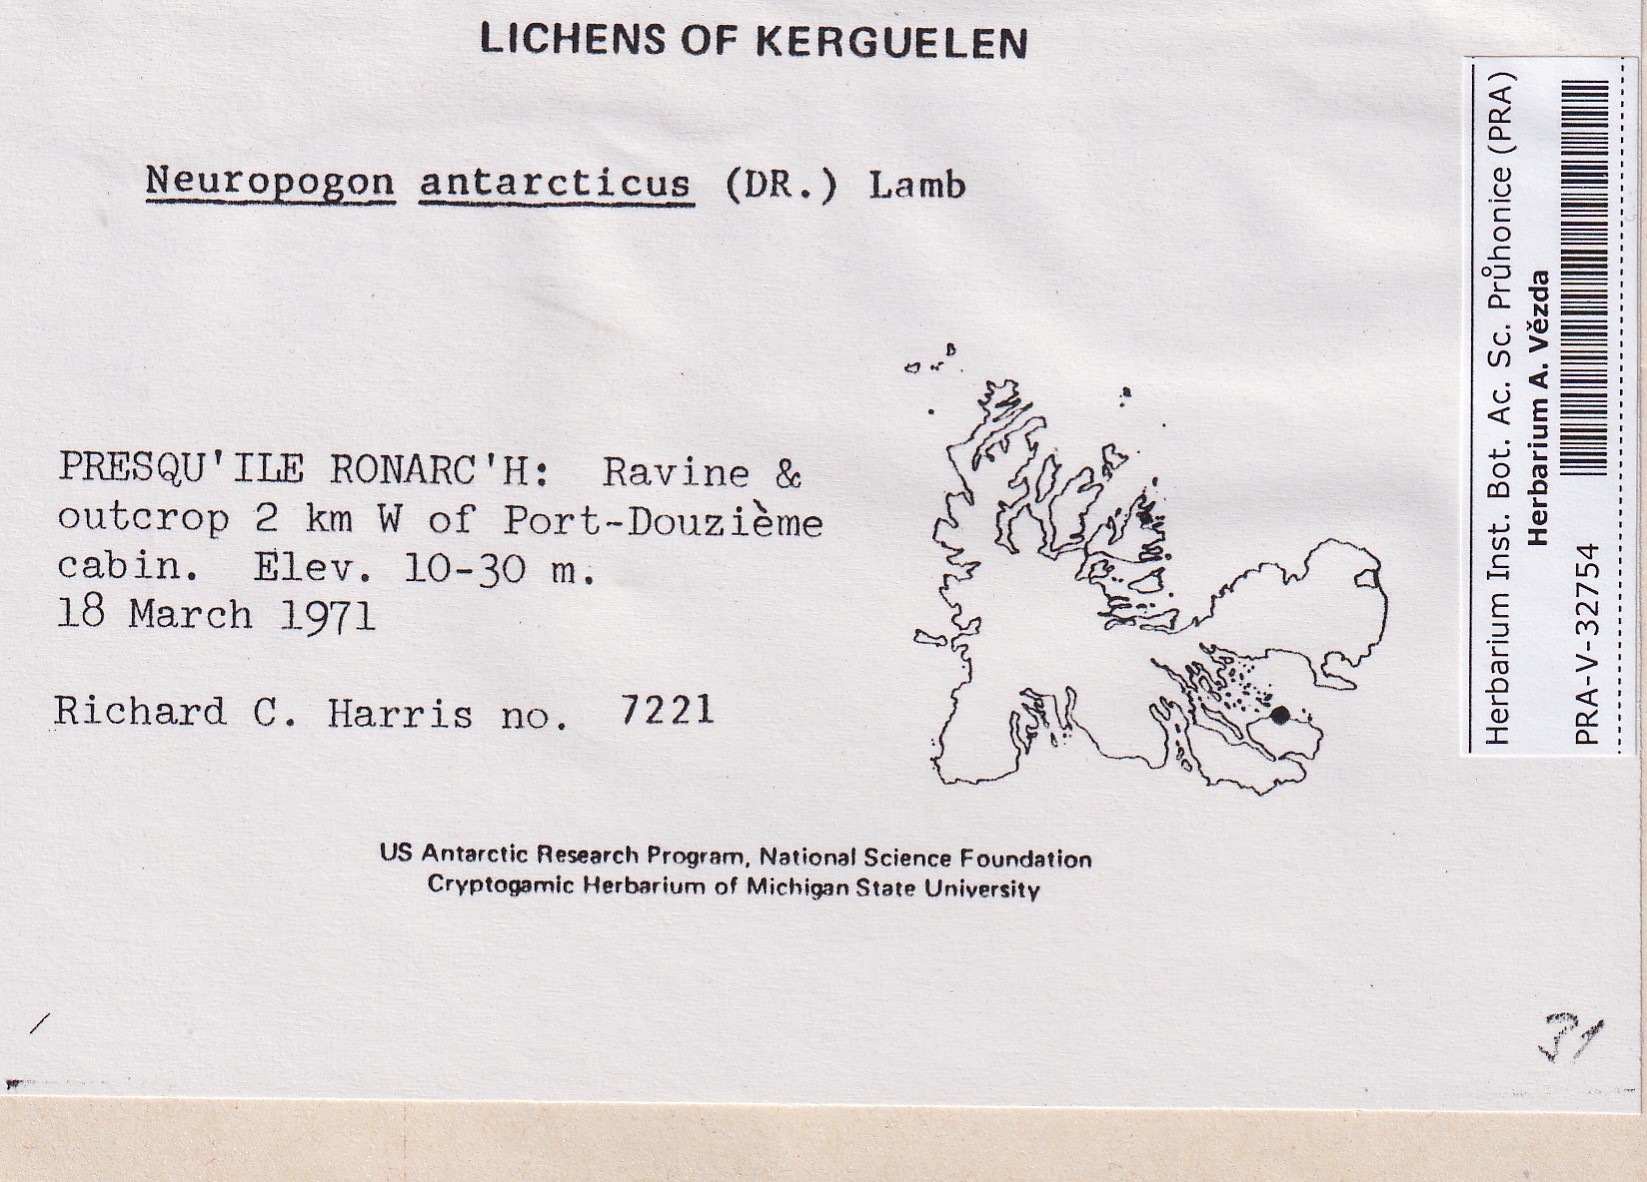 LICHENS OF KERGUELEN
Neuropogon antarcticus (DR.) Lamb
PRESQU'ILE RONARC'H: Ravine &
outcrop 2 km W of Port-Douzième
cabin. Elev. 10-30 m.
18 March 1971
Richard C. Harris no. 7221
US Antarctic Research Program, National Science Foundation
Cryptogamic Herbarium of Michigan State University
31
Herbarium Inst. Bot. Ac. Sc. Průhonice (PRA)
Herbarium A. Vězda
PRA-V-32754